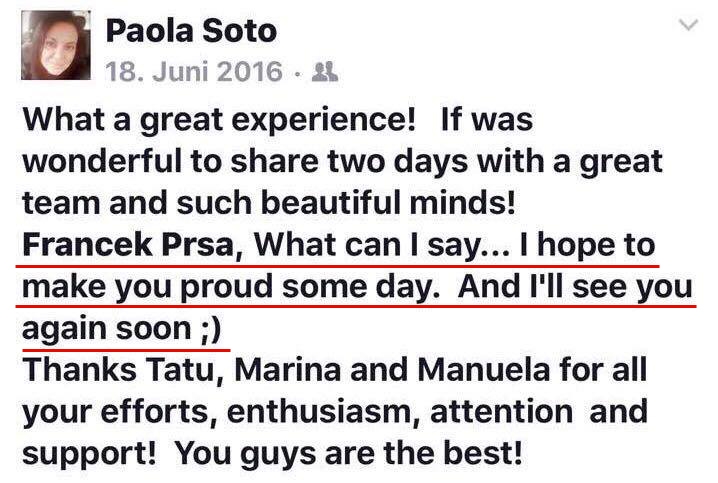 Paola Soto
18. Juni 2016 ·
What a great experience!   If was
wonderful to share two days with a great
team and such beautiful minds!
Francek Prsa, What can I say... I hope to
make you proud some day.  And I'll see you
again soon ;)
Thanks Tatu, Marina and Manuela for all
your efforts, enthusiasm, attention  and
support!  You guys are the best!